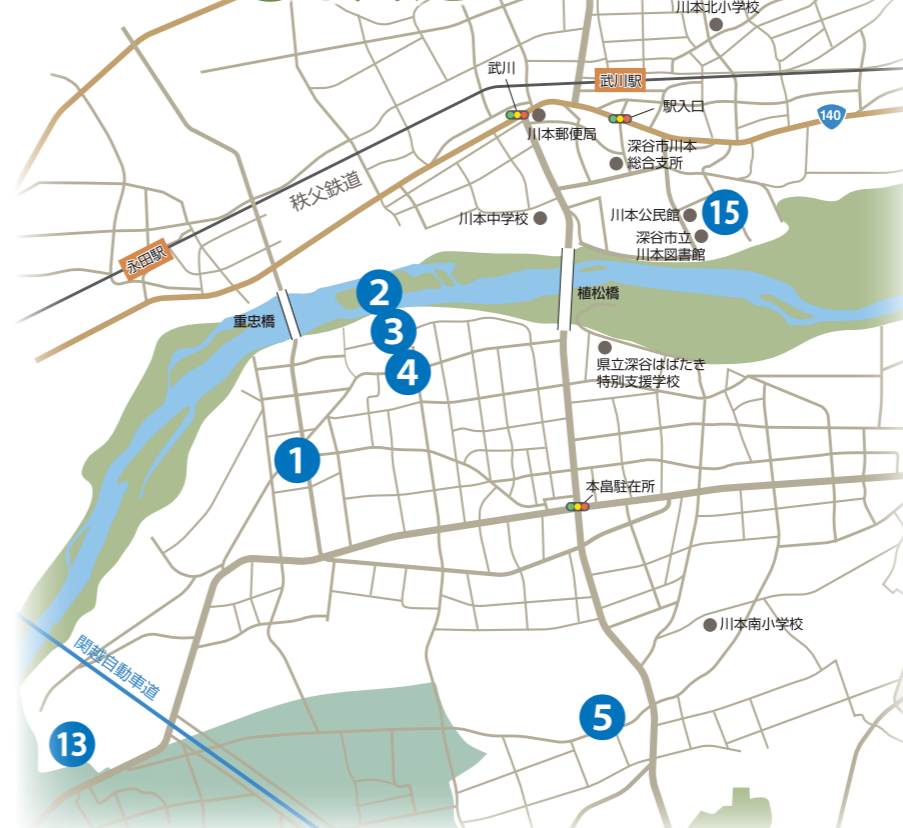 川本北小学校
武川
武川駅
駅入口
140
川本郵便局
深谷市川本
総合支所
秩父鉄道
川本中学校
川本公民館
15
深谷市立
川本図書館
永田駅
2
植松橋
重忠橋
3
県立深谷はばたき
特別支援学校
4
1
本畠駐在所
川本南小学校
関越自動車道
5
13